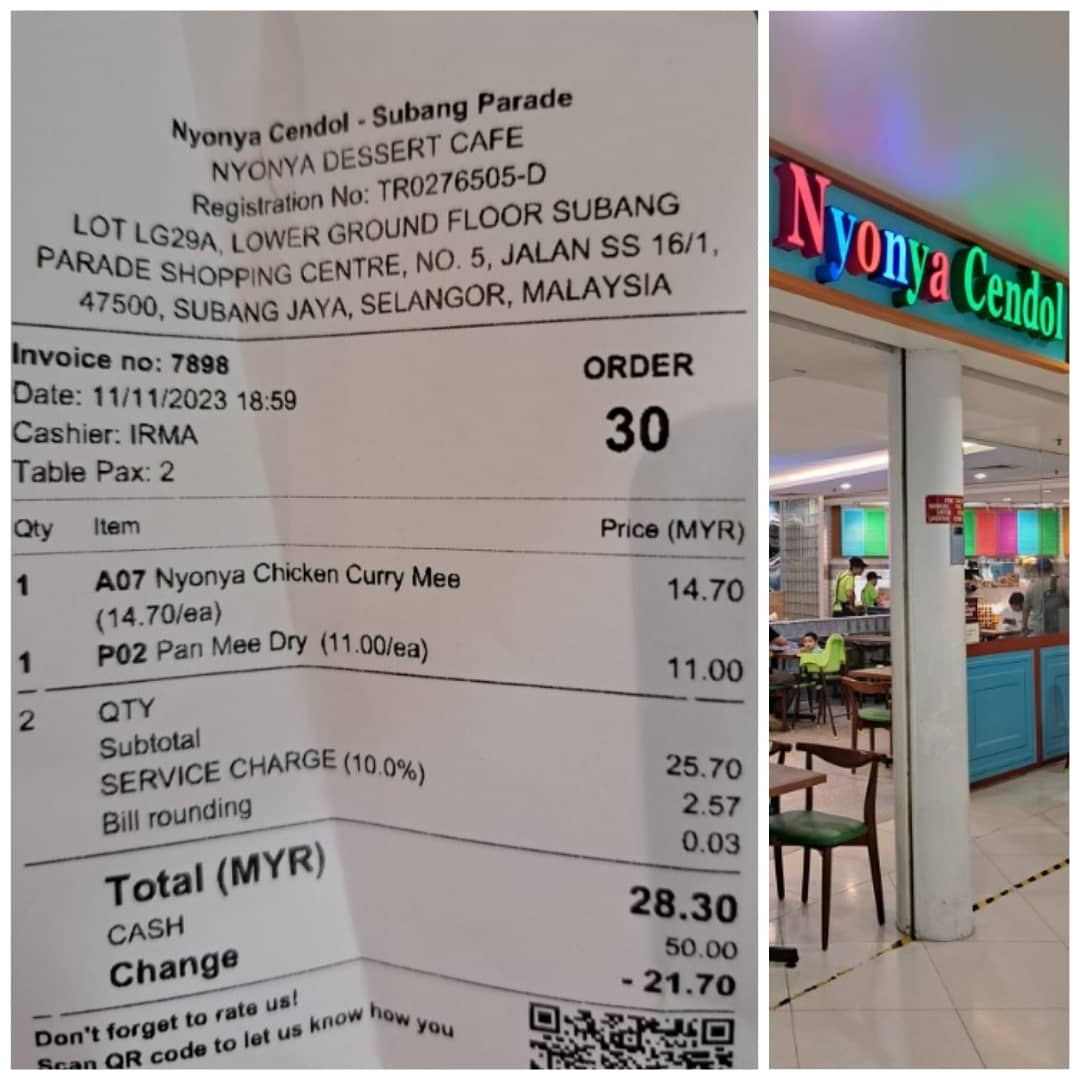 Nyonya Cendol - Subang Parade
NYONYA DESSERT CAFE
Registration No: TR0276505-D
LOT LG29A, LOWER GROUND FLOOR SUBANG
PARADE SHOPPING CENTRE, NO. 5, JALAN SS 16/1,
47500, SUBANG JAYA, SELANGOR, MALAYSIA
Invoice no: 7898
ORDER
Date: 11/11/2023 18:59
30
Cashier: IRMA
Table Pax: 2
Qty Item Price (MYR)
1 A07 Nyonya Chicken Curry Mee 14.70
(14.70/ea)
1 P02 Pan Mee Dry (11.00/ea) 11.00
2 QTY
Subtotal 25.70
SERVICE CHARGE (10.0%) 2.57
Bill rounding 0.03
Total (MYR) 28.30
CASH 50.00
Change - 21.70
Don't forget to rate us!
Scan QR code to let us know how you
Nyonya Cendol